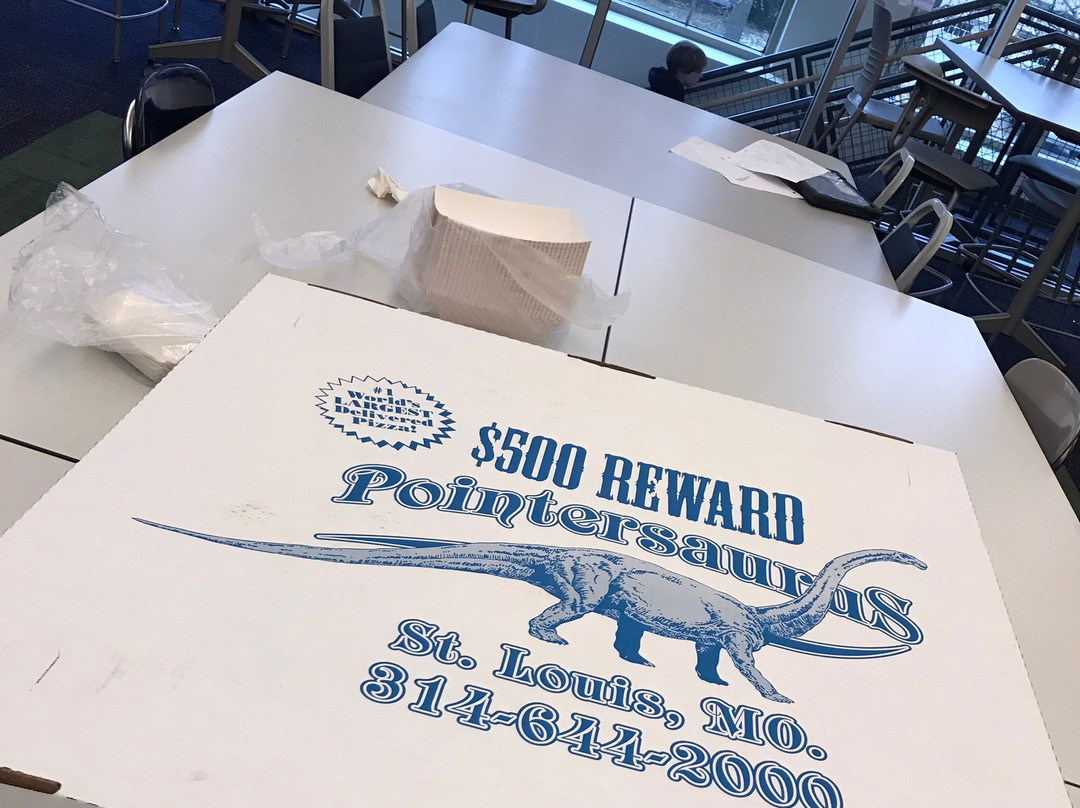 #1
World's
LARGEST
Delivered
Pizza!
$500 REWARD
Pointersaurus
St. Louis, MO.
314-644-2000